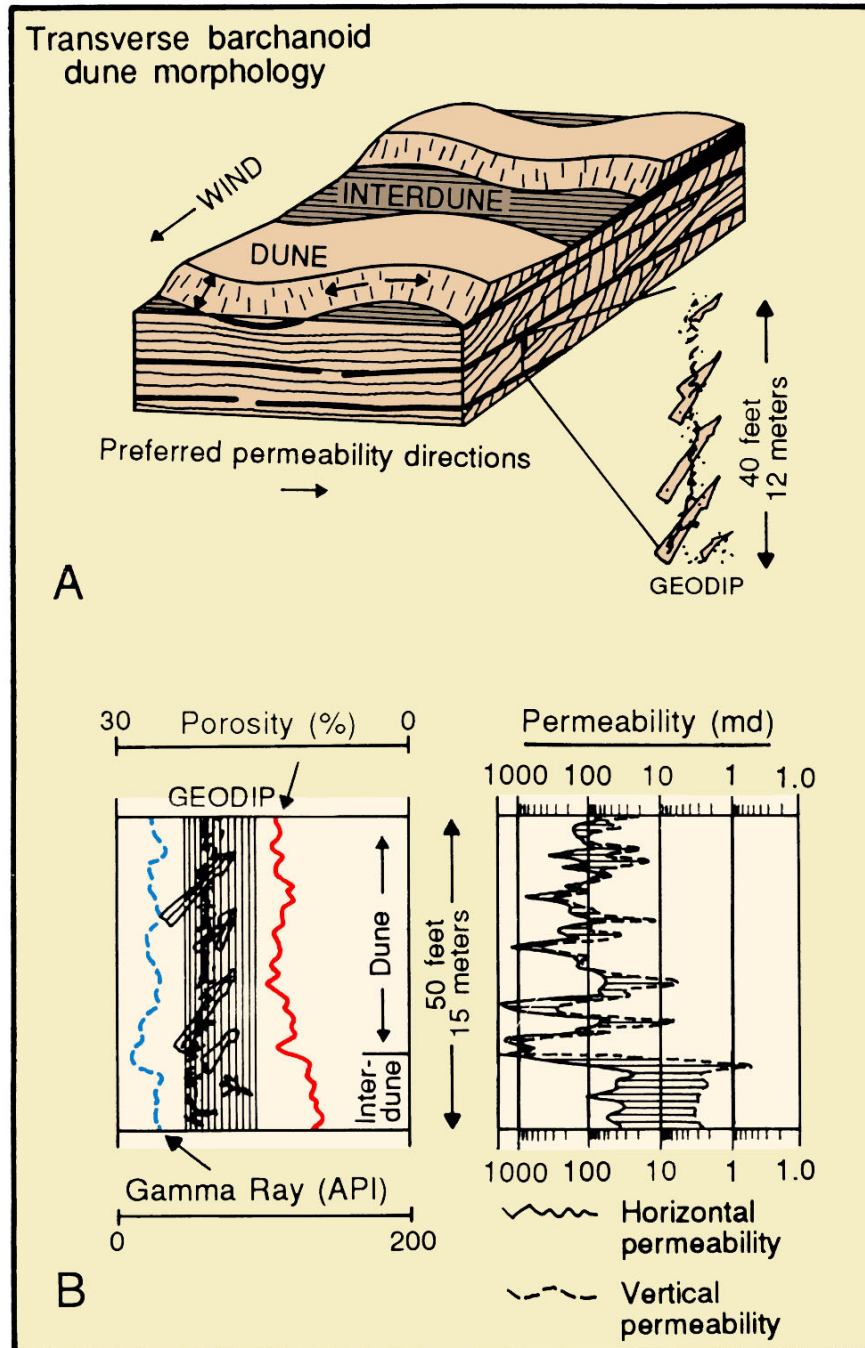 Transverse barchanoid
dune morphology
WIND
INTERDUNE
DUNE
40 feet
12 meters
Preferred permeability directions
GEODIP
A
30 Porosity (%) 0
Permeability (md)
1000 100 10 1 1.0
GEODIP
Dune
50 feet
15 meters
Inter-
dune
1000 100 10 1 1.0
Gamma Ray (API)
0 200
Horizontal
permeability
Vertical
permeability
B